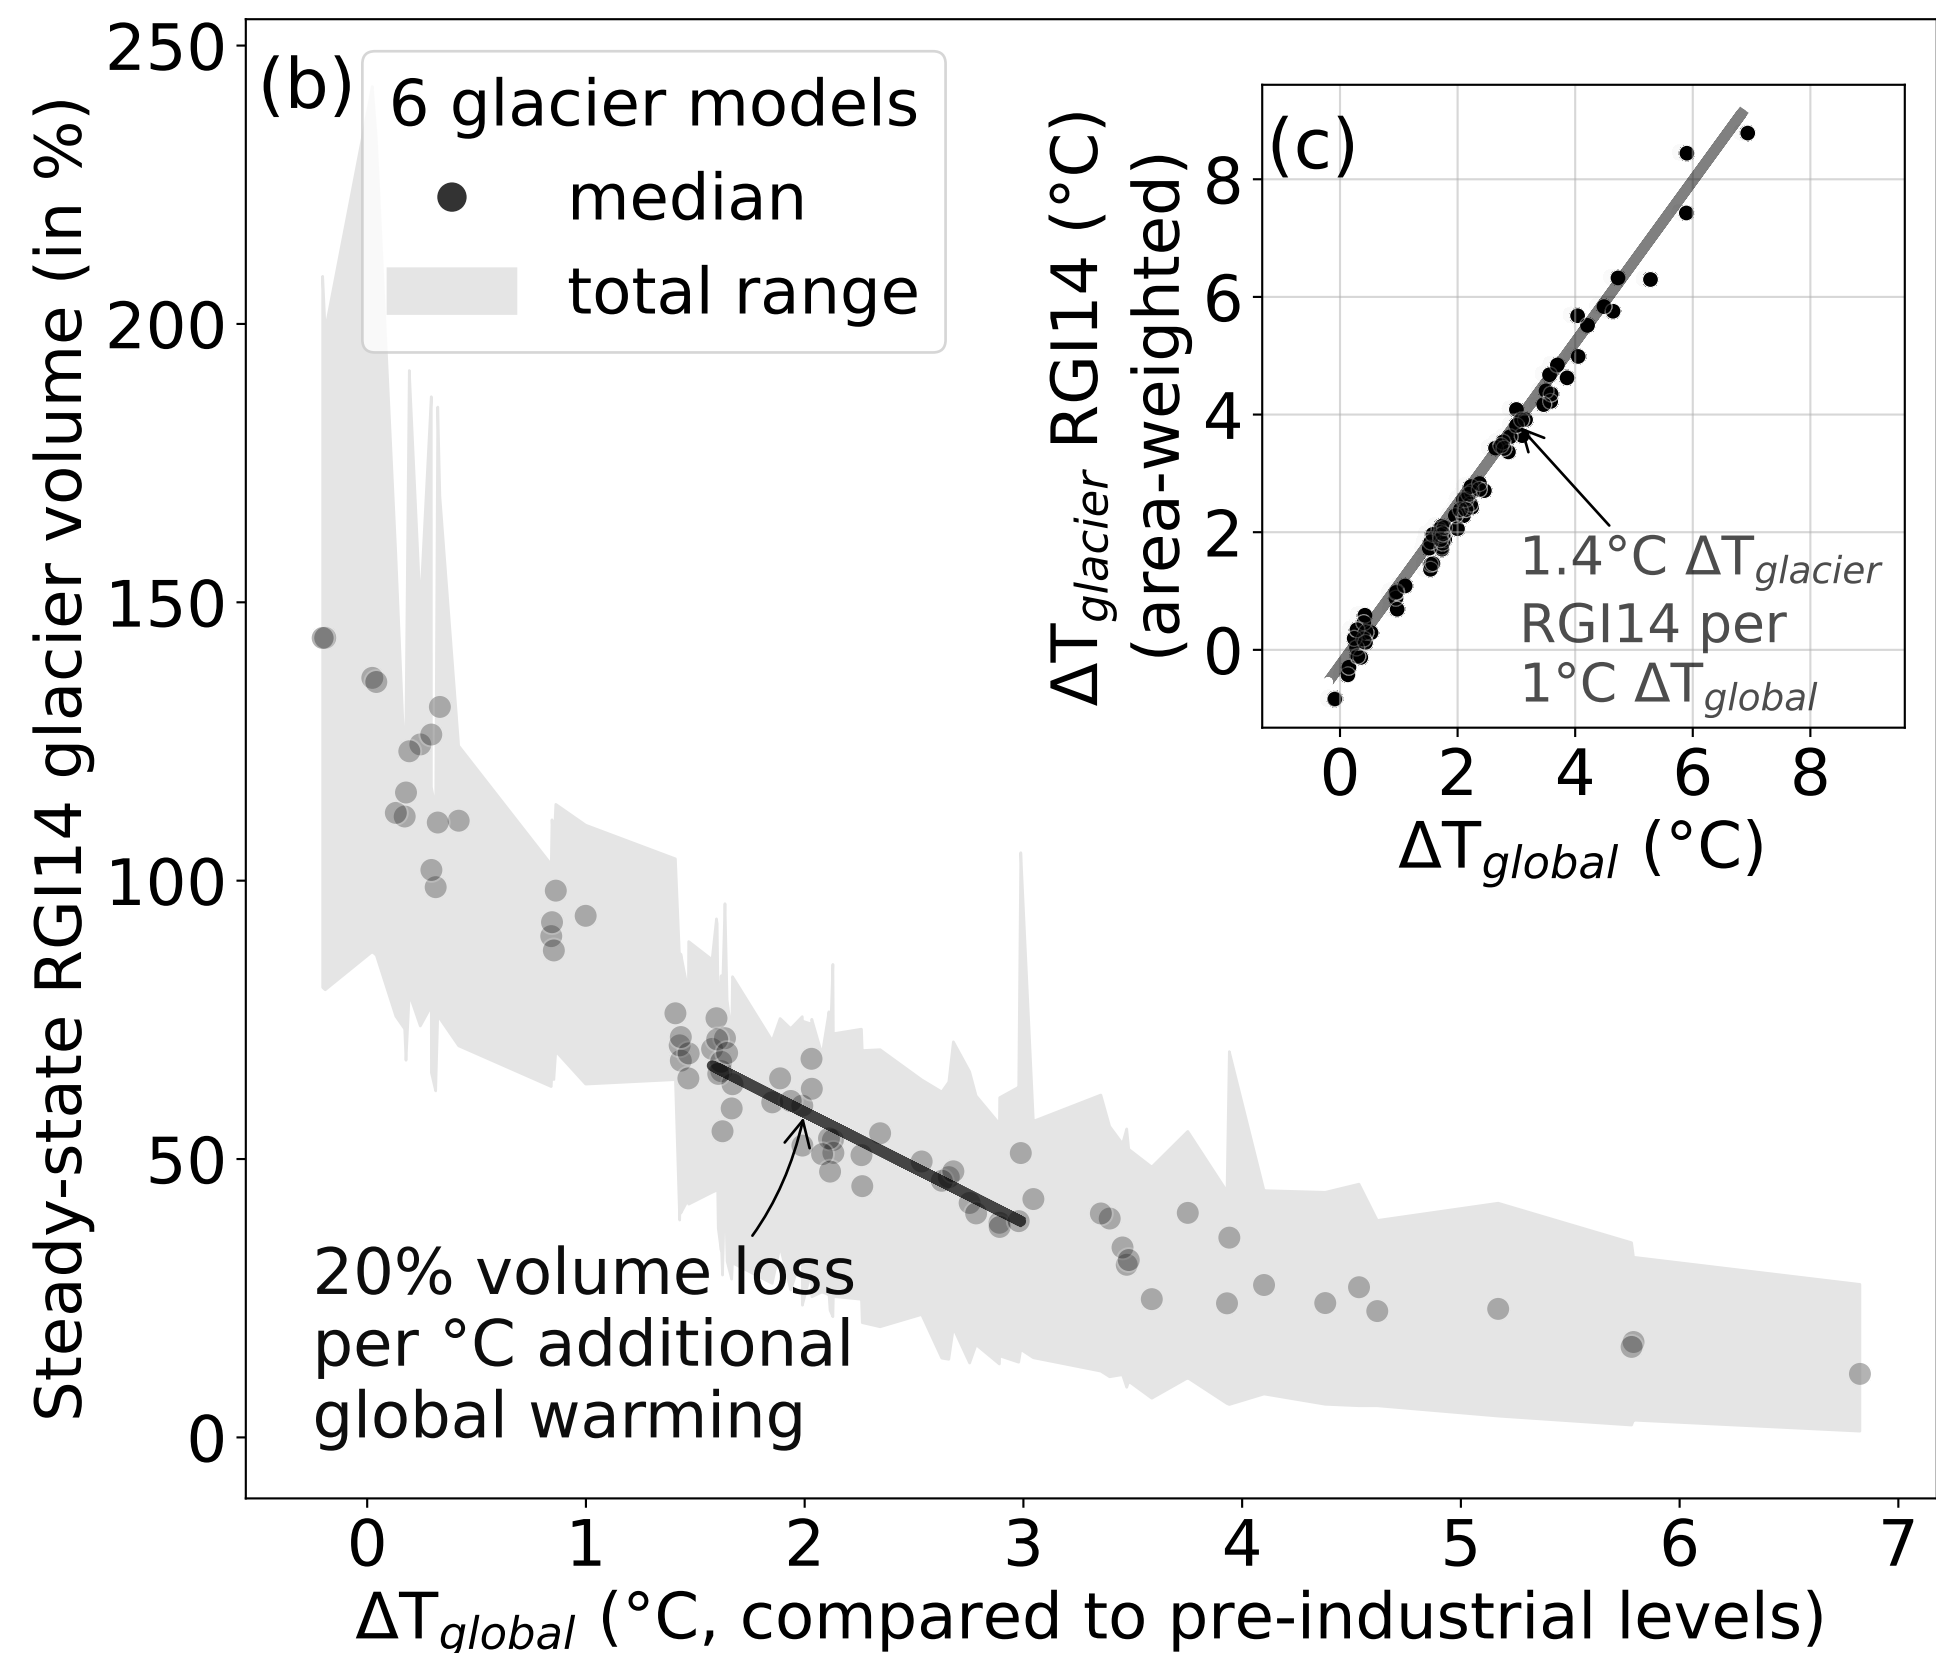 (b)
6 glacier models
median
total range
Steady-state RGI14 glacier volume (in %)
250
200
150
100
50
0
20% volume loss
per °C additional
global warming
0 1 2 3 4 5 6 7
ΔTglobal (°C, compared to pre-industrial levels)
(c)
ΔTglacier RGI14 (°C)
(area-weighted)
8
6
4
2
0
1.4°C ΔTglacier
RGI14 per
1°C ΔTglobal
0 2 4 6 8
ΔTglobal (°C)